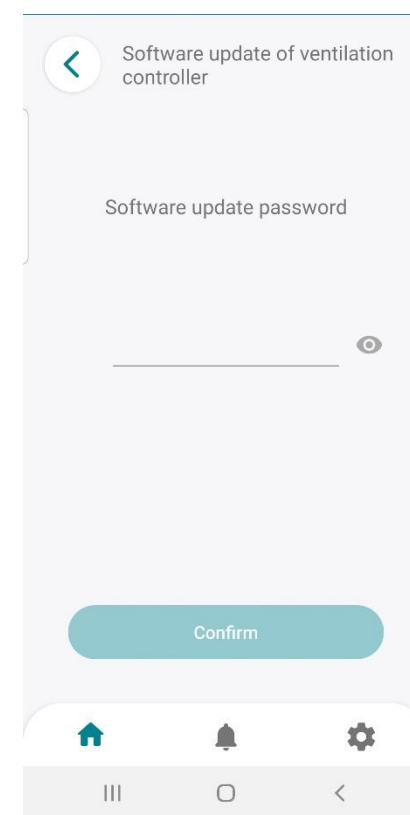 Software update of ventilation
controller
Software update password
Confirm